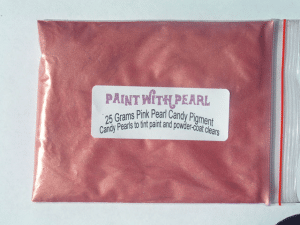 PAINT WITH PEARL
25 Grams Pink Pearl Candy Pigment
Candy Pearls to tint paint and powder-coat clears